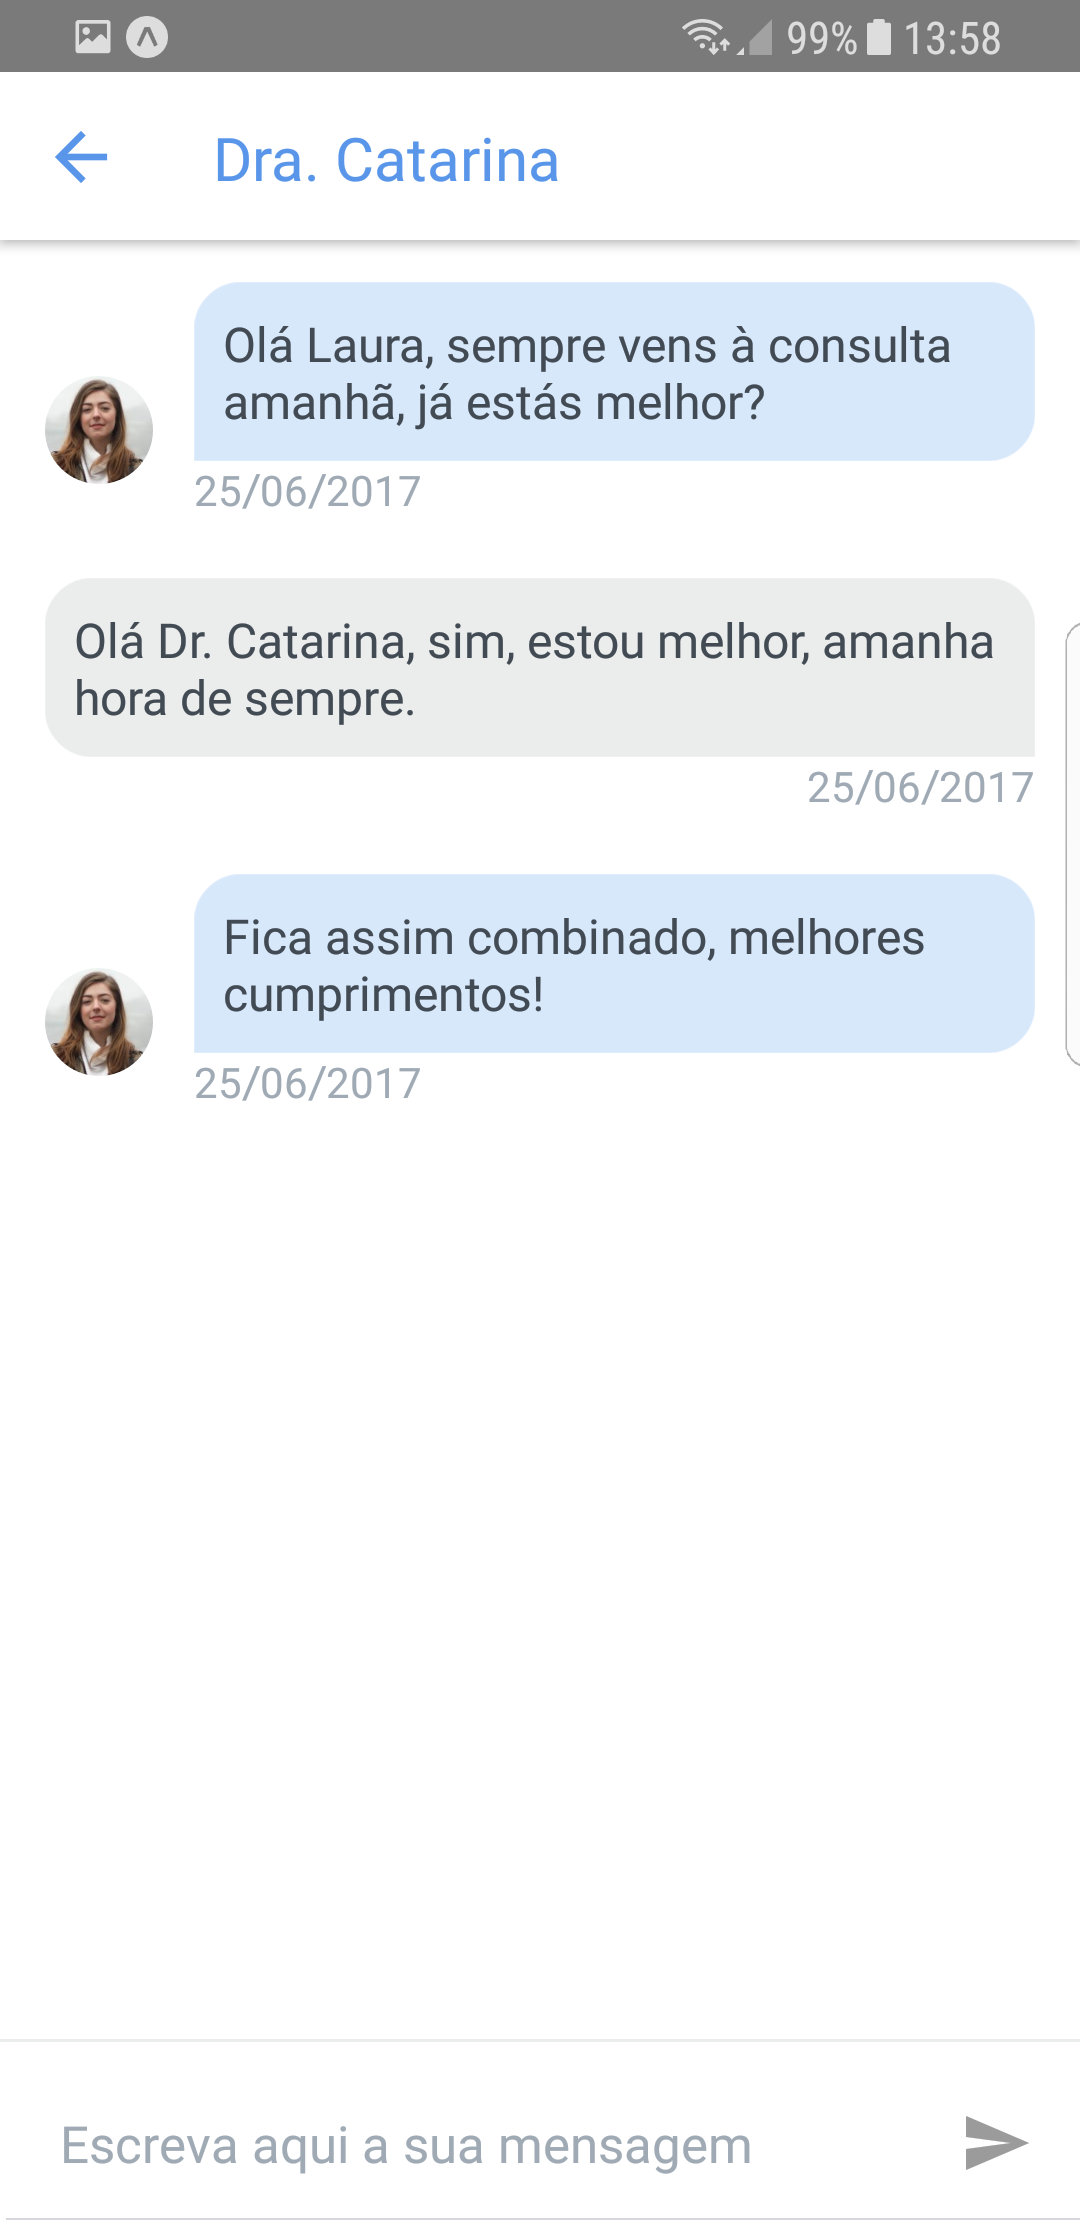 99% 13:58
Dra. Catarina
Olá Laura, sempre vens à consulta
amanhã, já estás melhor?
25/06/2017
Olá Dr. Catarina, sim, estou melhor, amanha
hora de sempre.
25/06/2017
Fica assim combinado, melhores
cumprimentos!
25/06/2017
Escreva aqui a sua mensagem